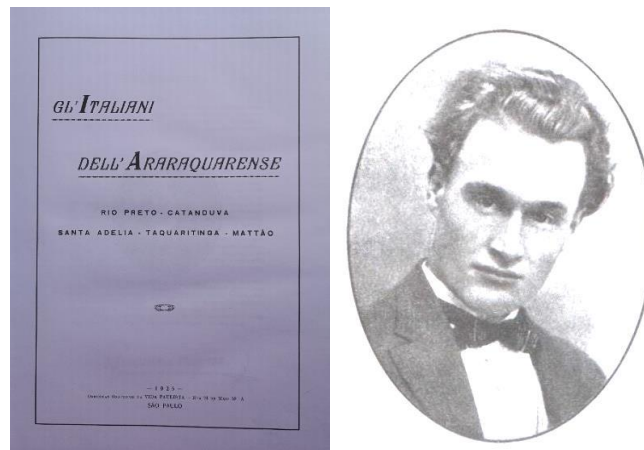 GL' ITALIANI
DELL' ARARAQUARENSE
RIO PRETO - CATANDUVA
SANTA ADELIA - TAQUARITINGA - MATTÃO
SÃO PAULO